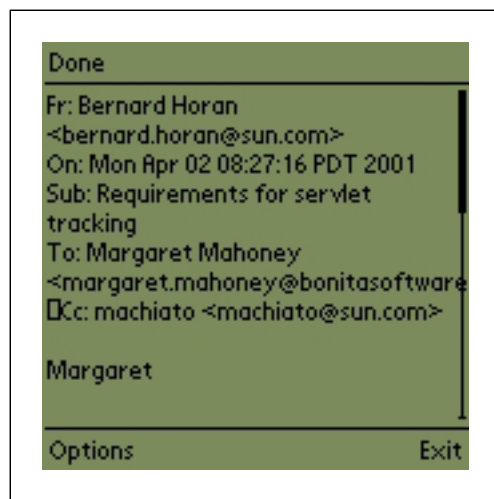 Done
Fr: Bernard Horan
<bernard.horan@sun.com>
On: Mon Apr 02 08:27:16 PDT 2001
Sub: Requirements for servlet
tracking
To: Margaret Mahoney
<margaret.mahoney@bonitasoftware
Cc: machiato <machiato@sun.com>
Margaret
Options Exit